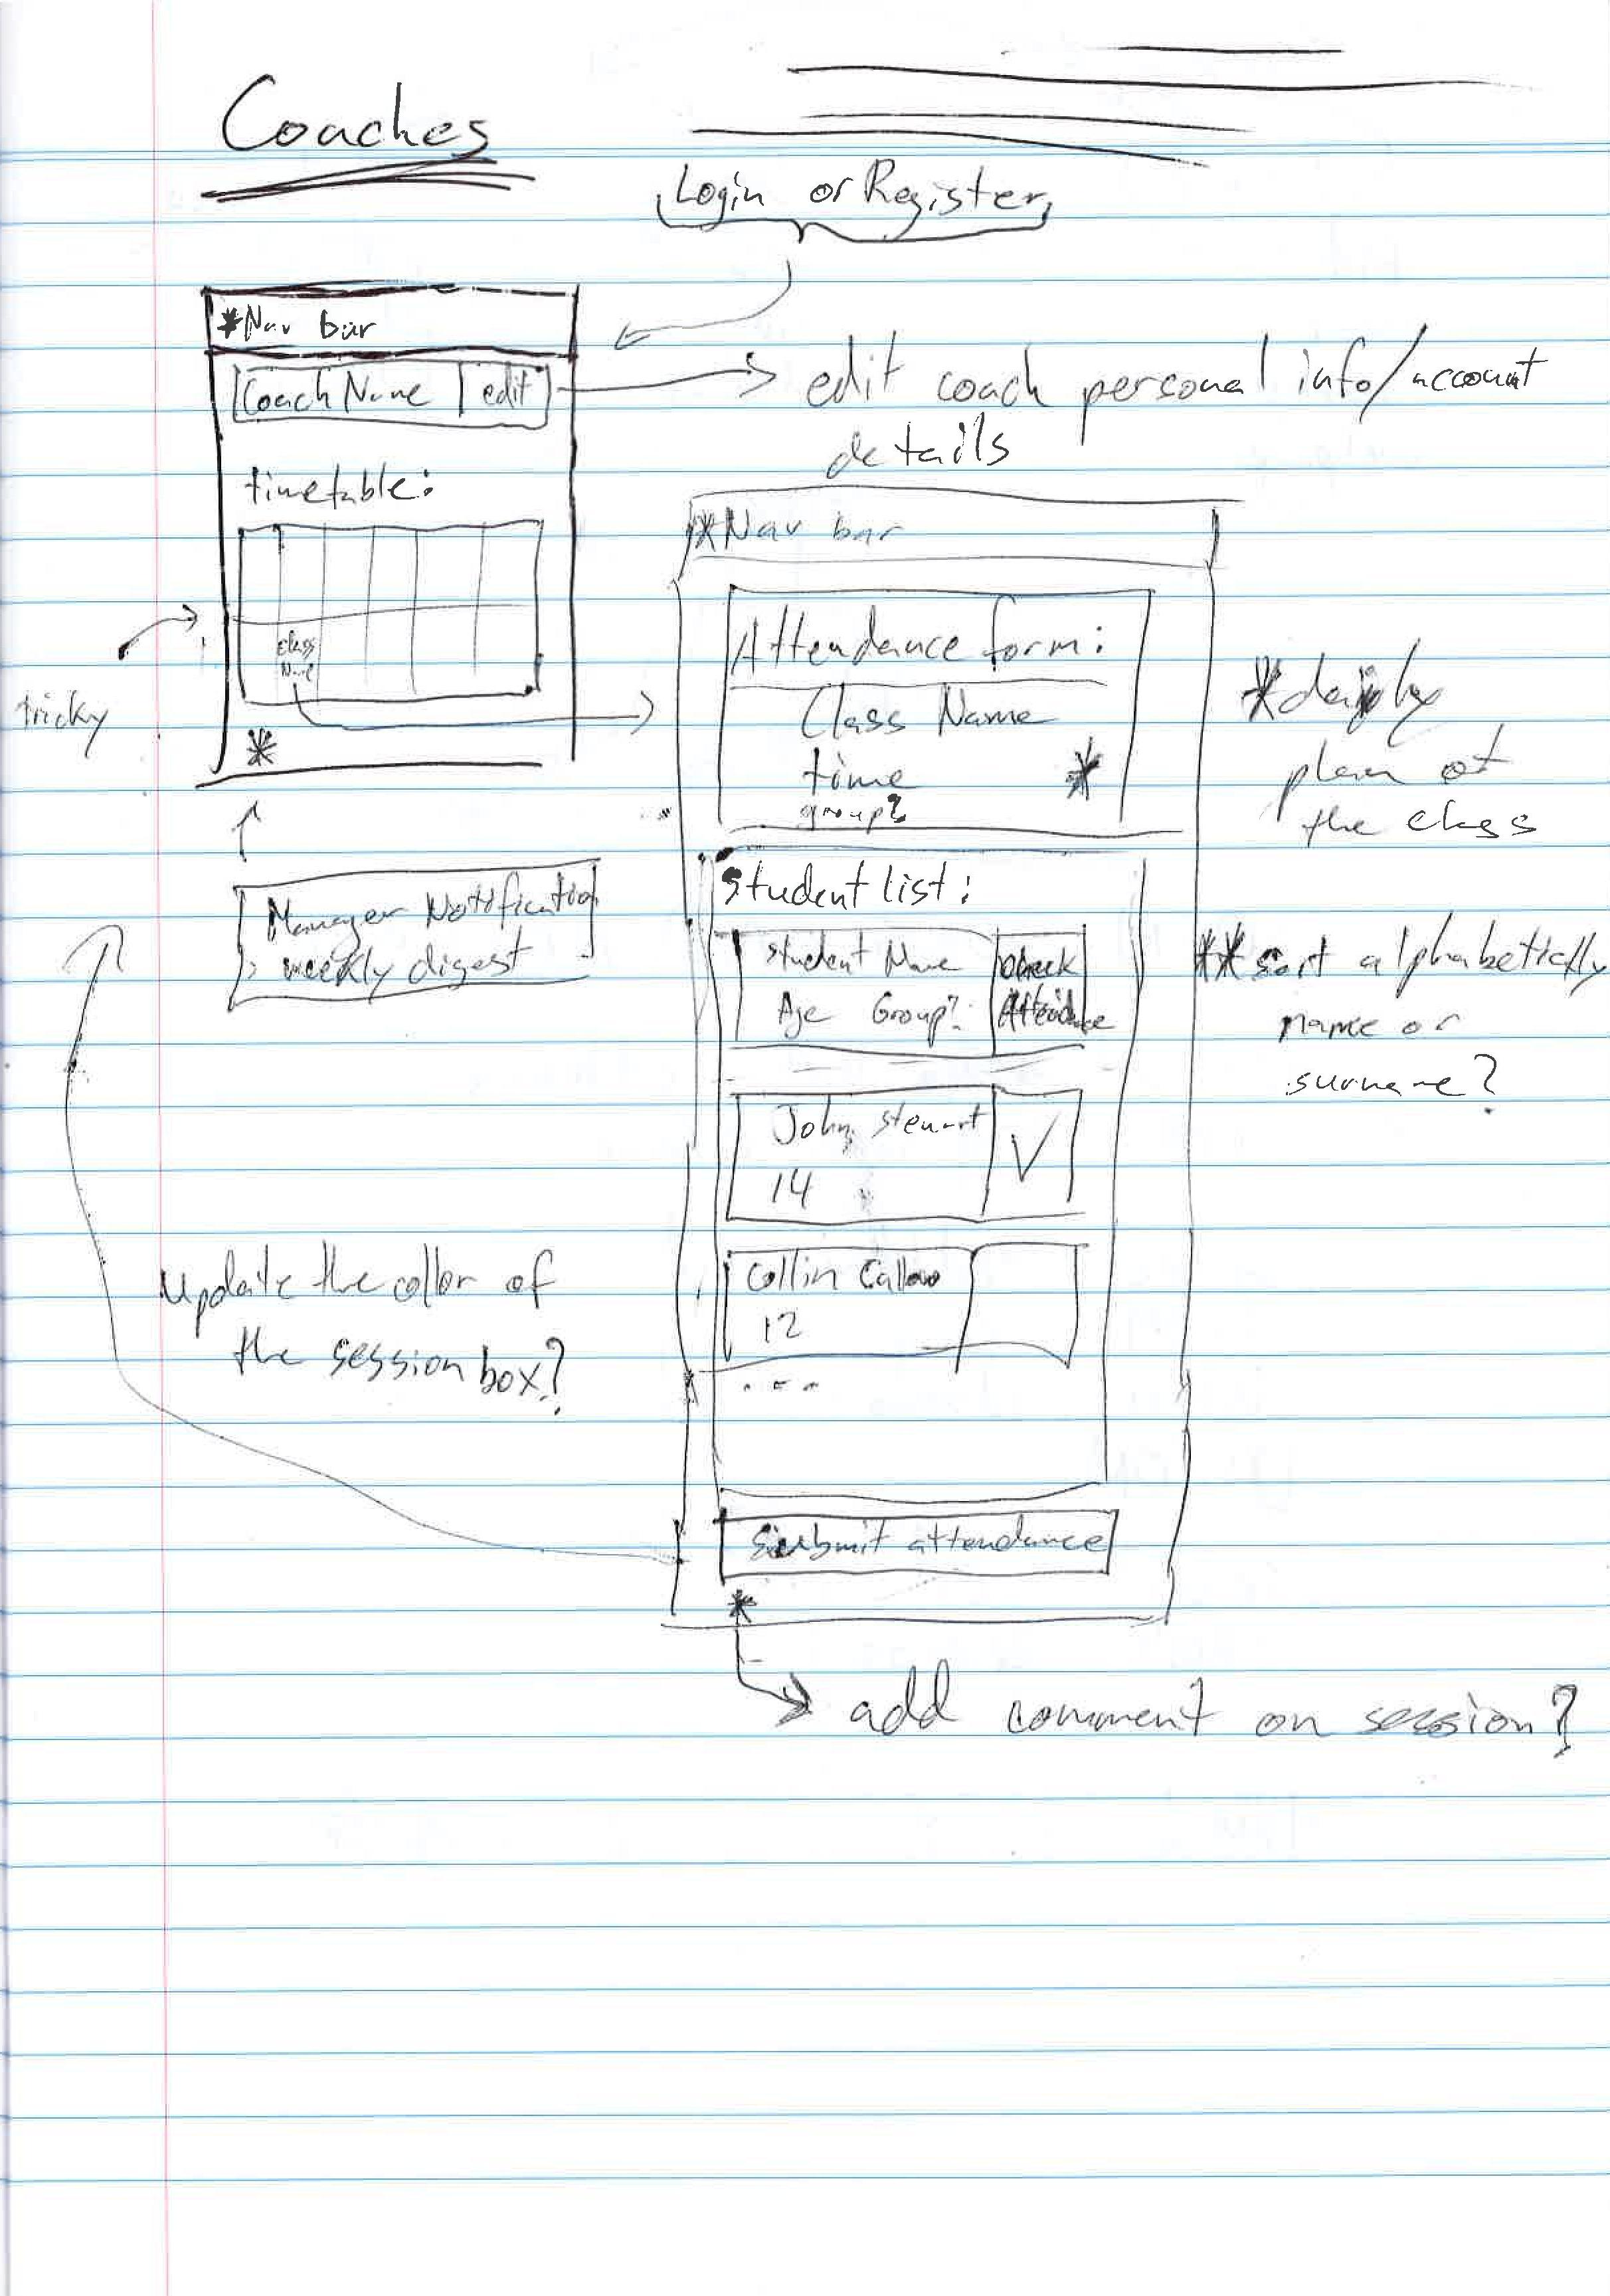 Coaches
Login or Register
*Nav bar
Coach Name | edit
edit coach personal info/account
details
timetable:
class
Name
tricky
*
*Nav bar
Attendance form:
Class Name
time
*
group?
plan of
the class
Manager Notification
weekly digest
Student list:
Student Name
Age Group?
check
Attendance
** sort alphabetically
name or
surname?
John Stewart
14
✓
Collin Callow
12
...
Update the collor of
the session box?
Submit attendance
*
add comment on session?